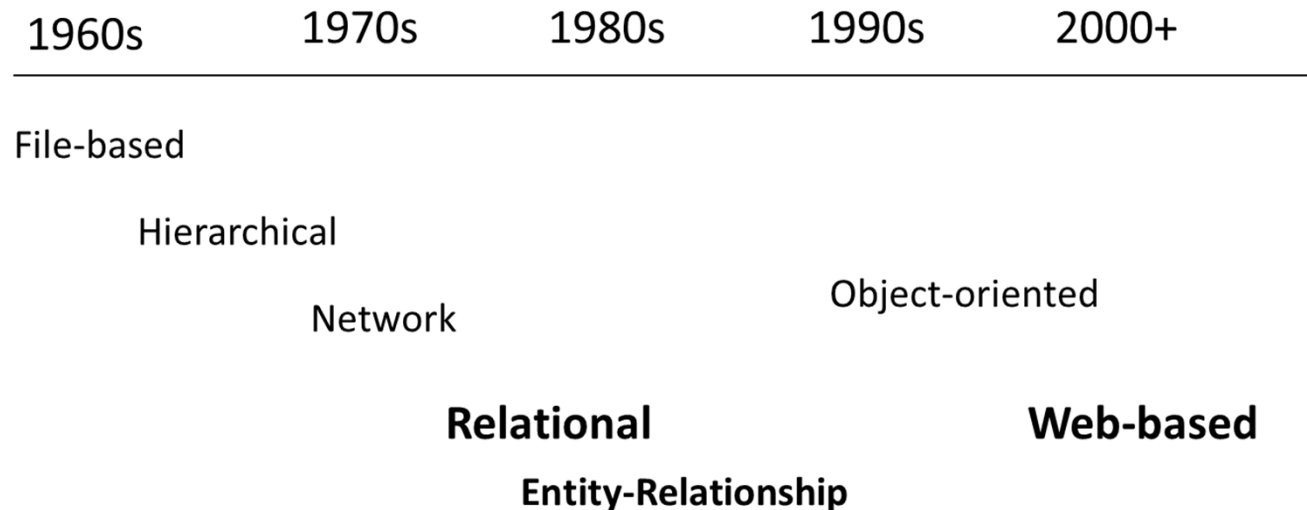 1960s 1970s 1980s 1990s 2000+
File-based
Hierarchical
Object-oriented
Network
Relational Web-based
Entity-Relationship